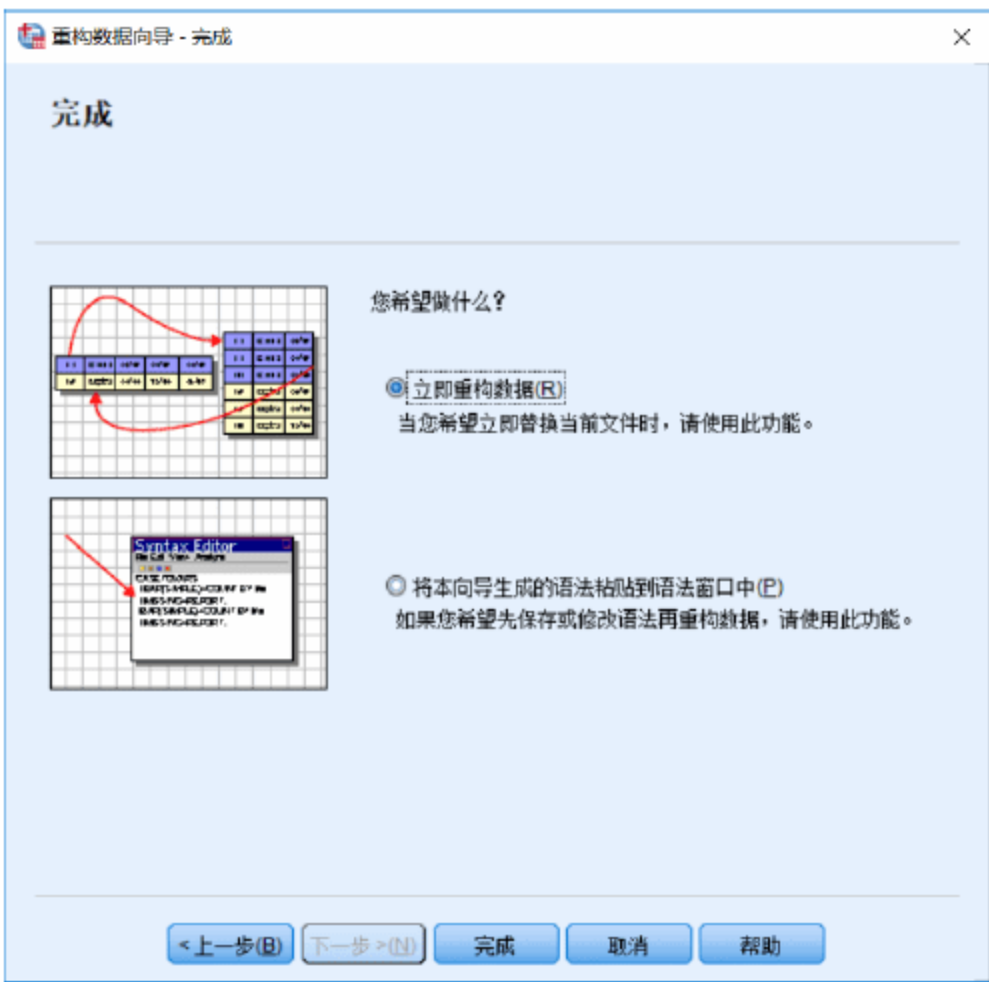 重构数据向导 - 完成
完成
您希望做什么?
立即重构数据(R)
当您希望立即替换当前文件时，请使用此功能。
Syntax Editor
将本向导生成的语法粘贴到语法窗口中(P)
如果您希望先保存或修改语法再重构数据，请使用此功能。
<上一步(B)
下一步>(N)
完成
取消
帮助